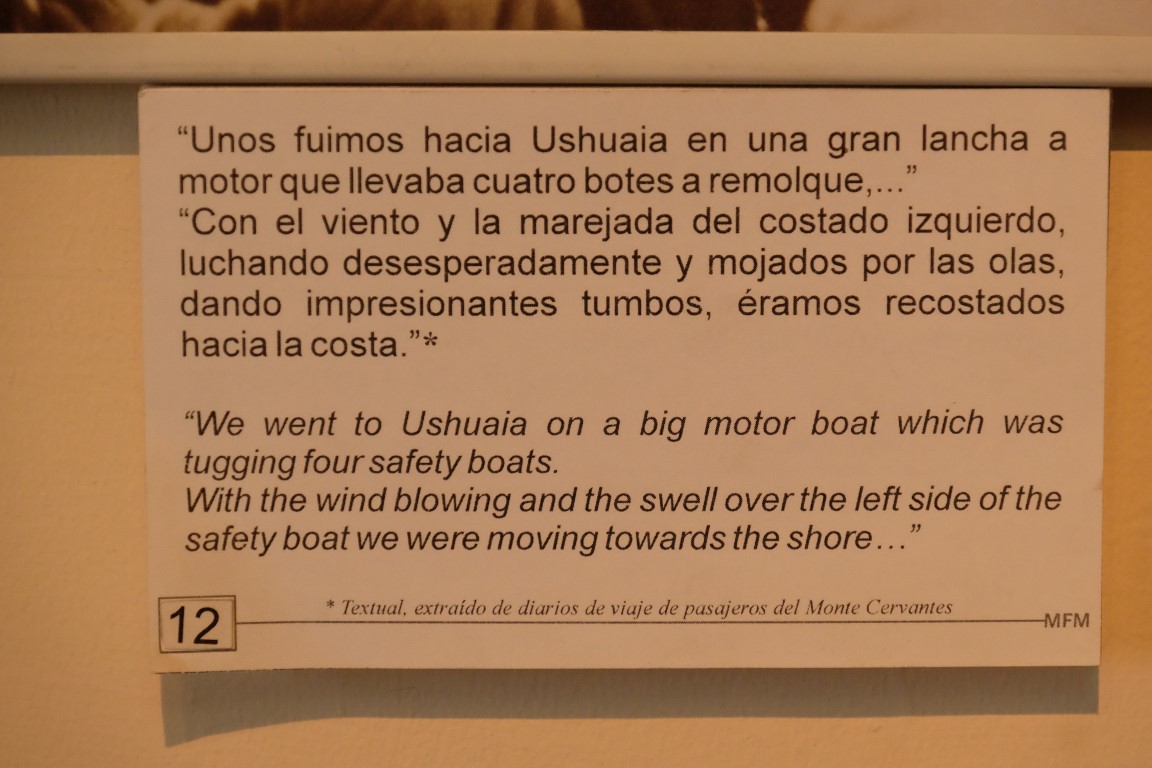 “Unos fuimos hacia Ushuaia en una gran lancha a
motor que llevaba cuatro botes a remolque,...”
“Con el viento y la marejada del costado izquierdo,
luchando desesperadamente y mojados por las olas,
dando impresionantes tumbos, éramos recostados
hacia la costa.”*
“We went to Ushuaia on a big motor boat which was
tugging four safety boats.
With the wind blowing and the swell over the left side of the
safety boat we were moving towards the shore...”
* Textual, extraído de diarios de viaje de pasajeros del Monte Cervantes
12
MFM